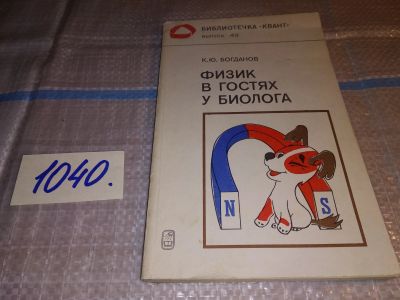 БИБЛИОТЕЧКА «КВАНТ»
ВЫПУСК 49
К.Ю. БОГДАНОВ
ФИЗИК
В ГОСТЯХ
У БИОЛОГА
N S
1040.